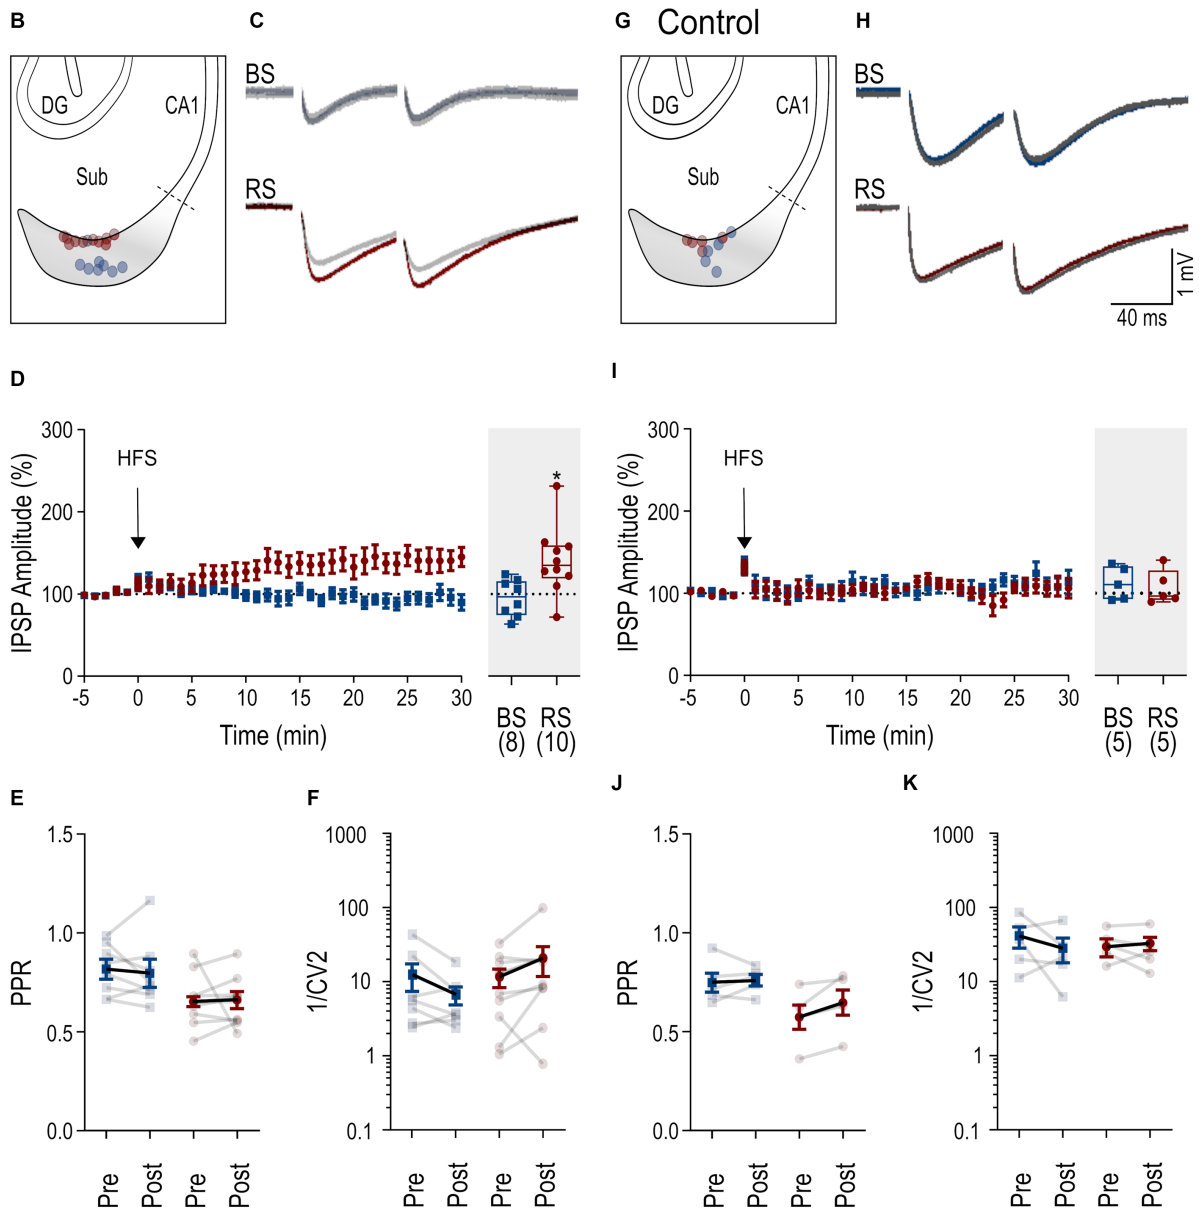 B
C
G Control
H
DG
CA1
Sub
BS
RS
DG
CA1
Sub
BS
RS
1 mV
40 ms
D
IPSP Amplitude (%)
300
200
100
0
HFS
-5 0 5 10 15 20 25 30
Time (min)
*
BS RS
(8) (10)
I
IPSP Amplitude (%)
300
200
100
0
HFS
-5 0 5 10 15 20 25 30
Time (min)
BS RS
(5) (5)
E
PPR
1.5
1.0
0.5
0.0
Pre Post Pre Post
F
1/CV2
1000
100
10
1
0.1
Pre Post Pre Post
J
PPR
1.5
1.0
0.5
0.0
Pre Post Pre Post
K
1/CV2
1000
100
10
1
0.1
Pre Post Pre Post